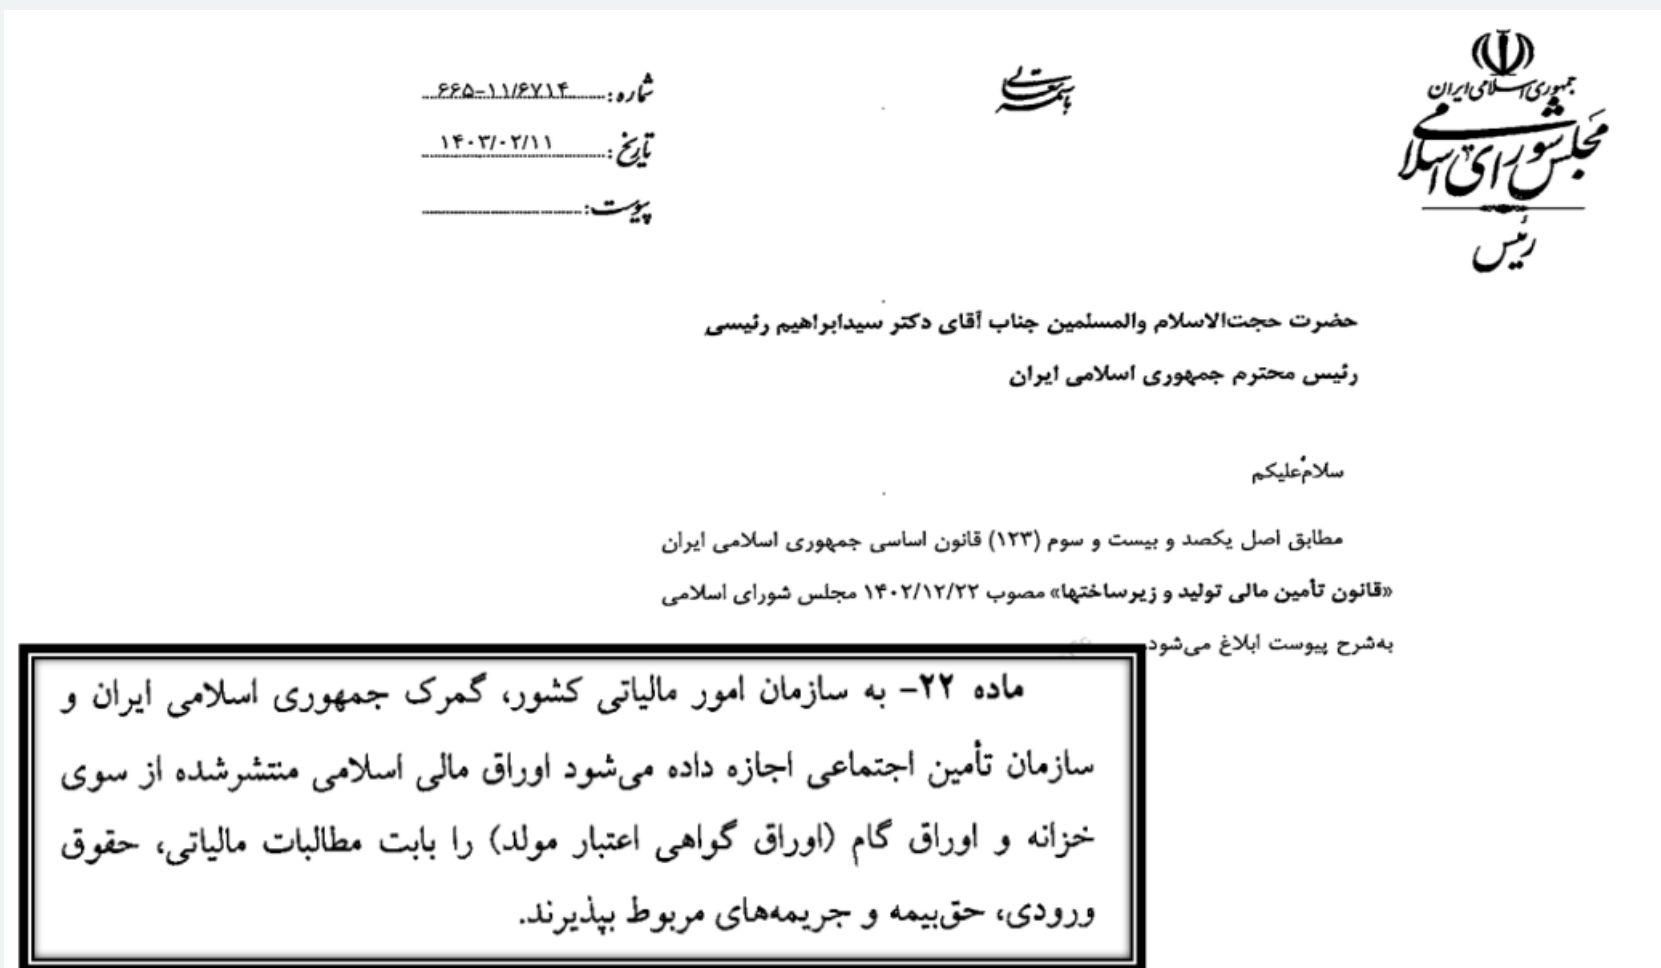 جمهوری اسلامی ایران
مجلس شورای اسلامی
رئیس
باسمه تعالی
شماره: ۶۶۵-۱۱/۶۷۱۴
تاریخ: ۱۴۰۳/۰۲/۱۱
پیوست:
حضرت حجت‌الاسلام والمسلمین جناب آقای دکتر سیدابراهیم رئیسی
رئیس محترم جمهوری اسلامی ایران
سلامٌ‌علیکم
مطابق اصل یکصد و بیست و سوم (۱۲۳) قانون اساسی جمهوری اسلامی ایران
«قانون تأمین مالی تولید و زیرساختها» مصوب ۱۴۰۲/۱۲/۲۲ مجلس شورای اسلامی
به‌شرح پیوست ابلاغ می‌شود.
ماده ۲۲- به سازمان امور مالیاتی کشور، گمرک جمهوری اسلامی ایران و
سازمان تأمین اجتماعی اجازه داده می‌شود اوراق مالی اسلامی منتشرشده از سوی
خزانه و اوراق گام (اوراق گواهی اعتبار مولد) را بابت مطالبات مالیاتی، حقوق
ورودی، حق‌بیمه و جریمه‌های مربوط بپذیرند.